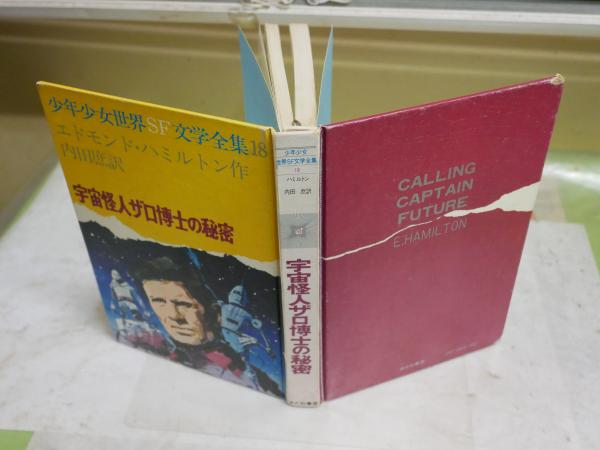 少年少女世界SF文学全集18
エドモンド・ハミルトン作
内田庶訳
宇宙怪人ザロ博士の秘密
少年少女
世界SF文学全集
18
ハミルトン
内田 庶訳
宇宙怪人ザロ博士の秘密
CALLING
CAPTAIN
FUTURE
E.HAMILTON